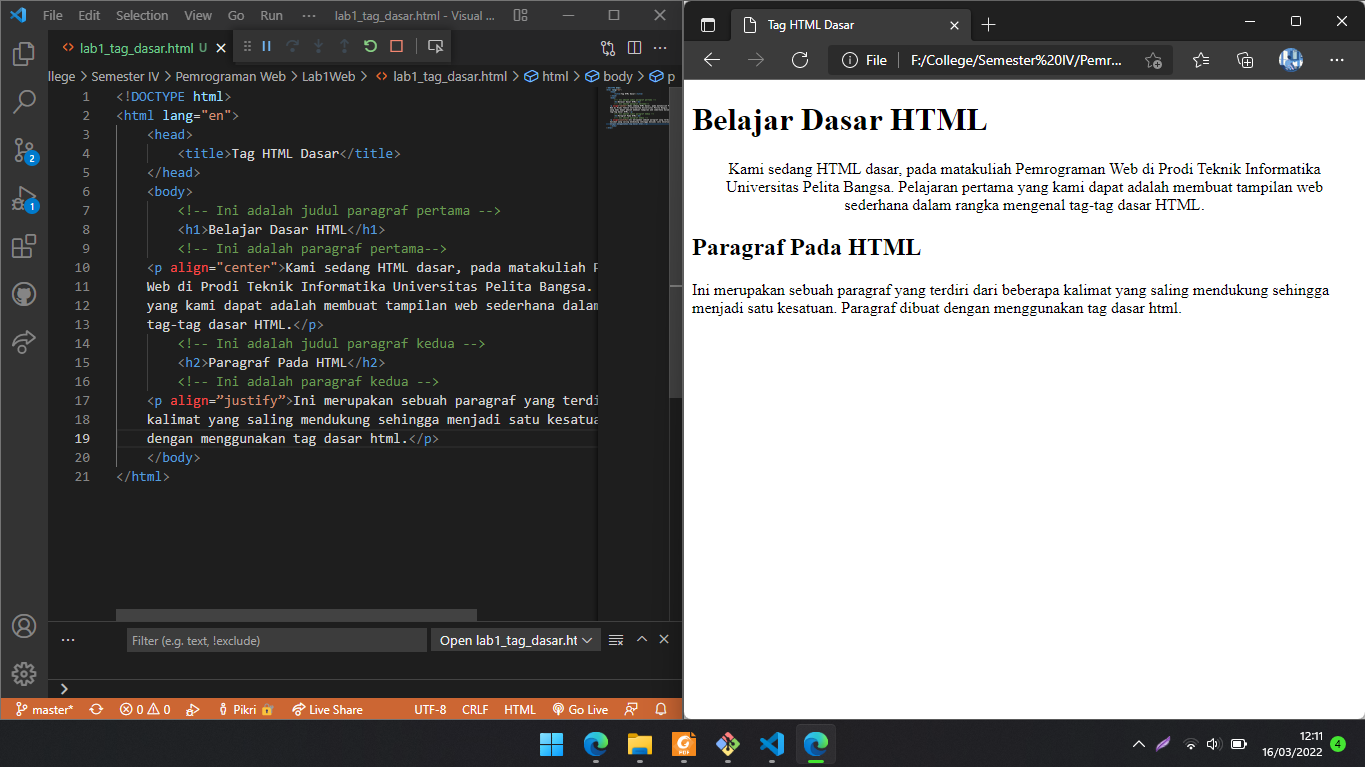 File Edit Selection View Go Run ··· lab1_tag_dasar.html - Visual ...
lab1_tag_dasar.html U
llege > Semester IV > Pemrograman Web > Lab1Web > lab1_tag_dasar.html > html > body > p
1 <!DOCTYPE html>
2 <html lang="en">
3 <head>
4 <title>Tag HTML Dasar</title>
5 </head>
6 <body>
7 <!-- Ini adalah judul paragraf pertama -->
8 <h1>Belajar Dasar HTML</h1>
9 <!-- Ini adalah paragraf pertama-->
10 <p align="center">Kami sedang HTML dasar, pada matakuliah P
11 Web di Prodi Teknik Informatika Universitas Pelita Bangsa.
12 yang kami dapat adalah membuat tampilan web sederhana dalam
13 tag-tag dasar HTML.</p>
14 <!-- Ini adalah judul paragraf kedua -->
15 <h2>Paragraf Pada HTML</h2>
16 <!-- Ini adalah paragraf kedua -->
17 <p align=”justify”>Ini merupakan sebuah paragraf yang terdi
18 kalimat yang saling mendukung sehingga menjadi satu kesatua
19 dengan menggunakan tag dasar html.</p>
20 </body>
21 </html>
Filter (e.g. text, !exclude) Open lab1_tag_dasar.ht
master* 0 0 Pikri Live Share UTF-8 CRLF HTML Go Live
2
1
Tag HTML Dasar
File F:/College/Semester%20IV/Pemr...
Belajar Dasar HTML
Kami sedang HTML dasar, pada matakuliah Pemrograman Web di Prodi Teknik Informatika
Universitas Pelita Bangsa. Pelajaran pertama yang kami dapat adalah membuat tampilan web
sederhana dalam rangka mengenal tag-tag dasar HTML.
Paragraf Pada HTML
Ini merupakan sebuah paragraf yang terdiri dari beberapa kalimat yang saling mendukung sehingga
menjadi satu kesatuan. Paragraf dibuat dengan menggunakan tag dasar html.
PDF
12:11
16/03/2022
4